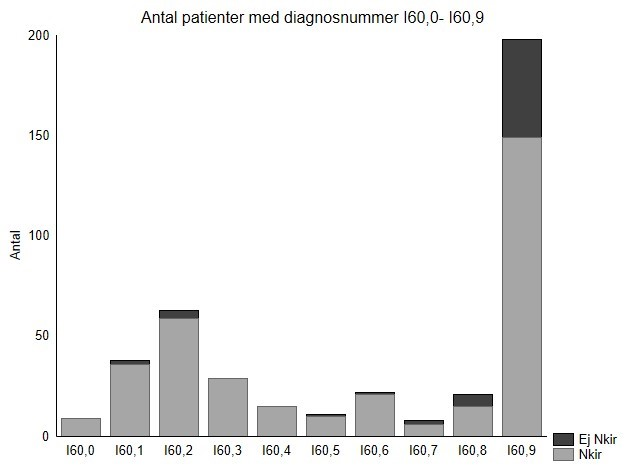 Antal patienter med diagnosnummer I60,0- I60,9
200
150
100
50
0
Antal
I60,0 I60,1 I60,2 I60,3 I60,4 I60,5 I60,6 I60,7 I60,8 I60,9
Ej Nkir
Nkir